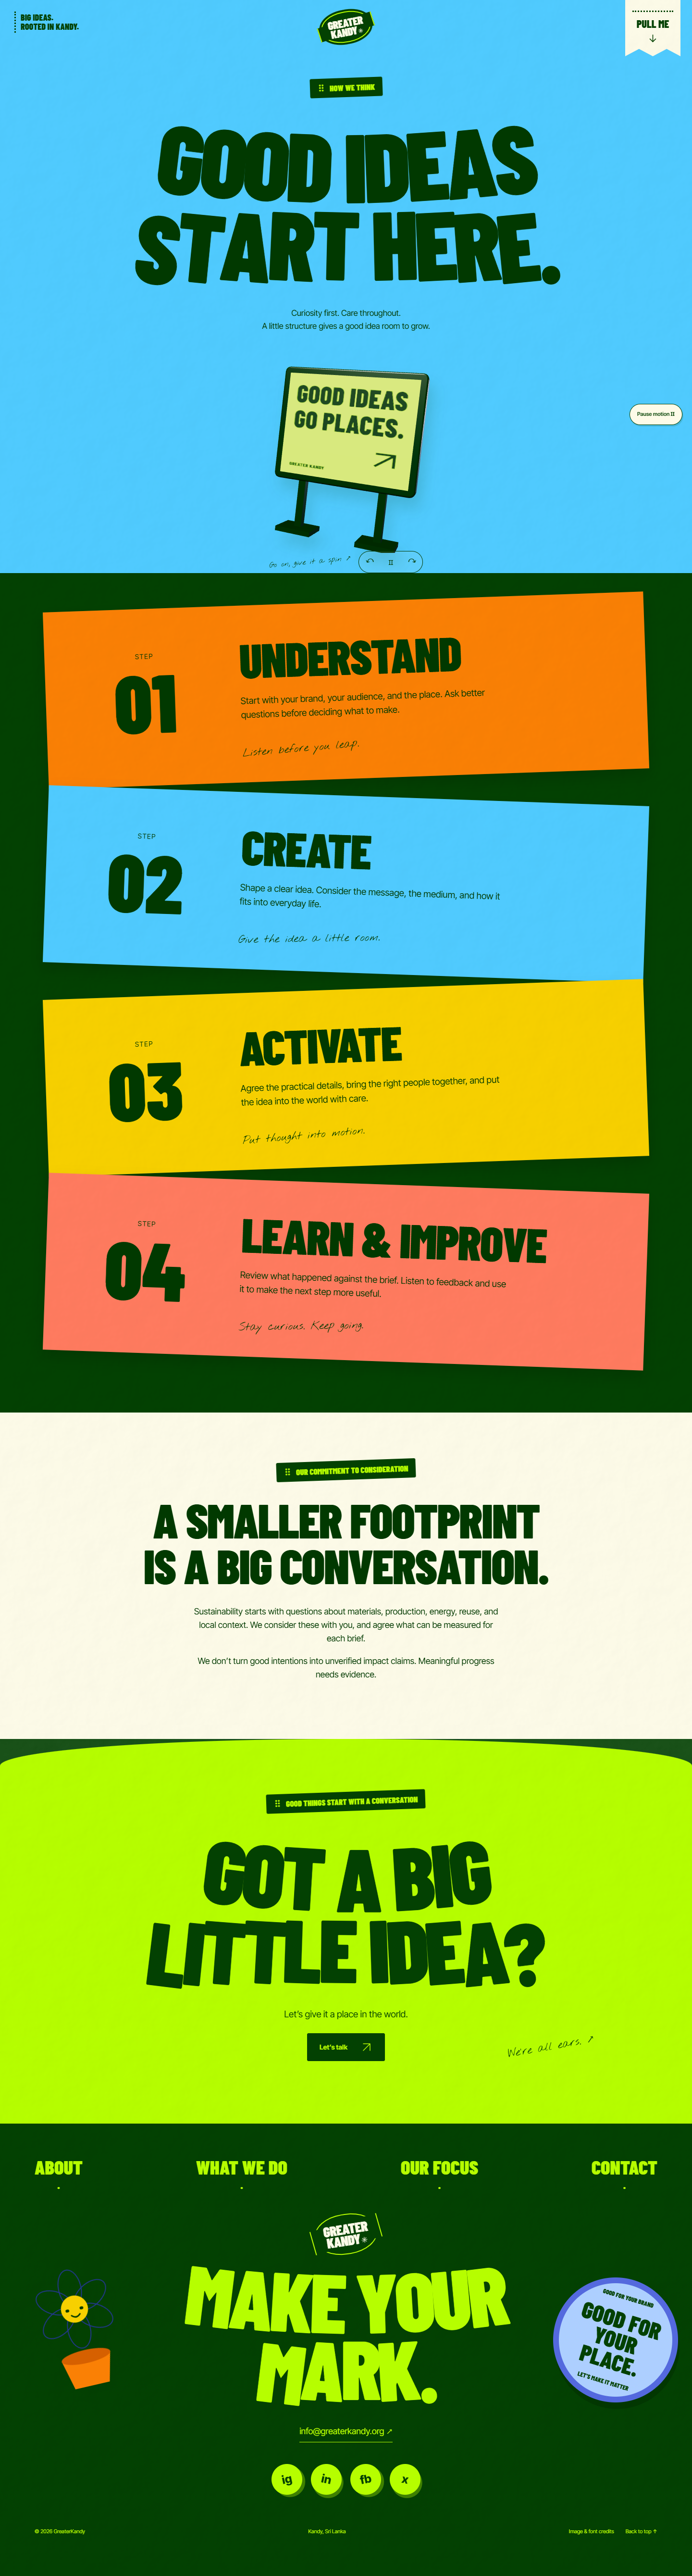 BIG IDEAS.
ROOTED IN KANDY.
GREATER
KANDY
PULL ME
↓
HOW WE THINK
GOOD IDEAS
START HERE.
Curiosity first. Care throughout.
A little structure gives a good idea room to grow.
GOOD IDEAS
GO PLACES.
GREATER KANDY
Pause motion
Go on, give it a spin ↗
STEP
01
UNDERSTAND
Start with your brand, your audience, and the place. Ask better
questions before deciding what to make.
Listen before you leap.
STEP
02
CREATE
Shape a clear idea. Consider the message, the medium, and how it
fits into everyday life.
Give the idea a little room.
STEP
03
ACTIVATE
Agree the practical details, bring the right people together, and put
the idea into the world with care.
Put thought into motion.
STEP
04
LEARN & IMPROVE
Review what happened against the brief. Listen to feedback and use
it to make the next step more useful.
Stay curious. Keep going.
OUR COMMITMENT TO CONSIDERATION
A SMALLER FOOTPRINT
IS A BIG CONVERSATION.
Sustainability starts with questions about materials, production, energy, reuse, and
local context. We consider these with you, and agree what can be measured for
each brief.
We don’t turn good intentions into unverified impact claims. Meaningful progress
needs evidence.
GOOD THINGS START WITH A CONVERSATION
GOT A BIG
LITTLE IDEA?
Let’s give it a place in the world.
Let’s talk
We’re all ears. ↗
ABOUT
WHAT WE DO
OUR FOCUS
CONTACT
GREATER
KANDY
MAKE YOUR
MARK.
GOOD FOR YOUR BRAND
GOOD FOR
YOUR
PLACE.
LET’S MAKE IT MATTER
info@greaterkandy.org ↗
ig
in
fb
x
© 2026 GreaterKandy
Kandy, Sri Lanka
Image & font credits
Back to top ↑